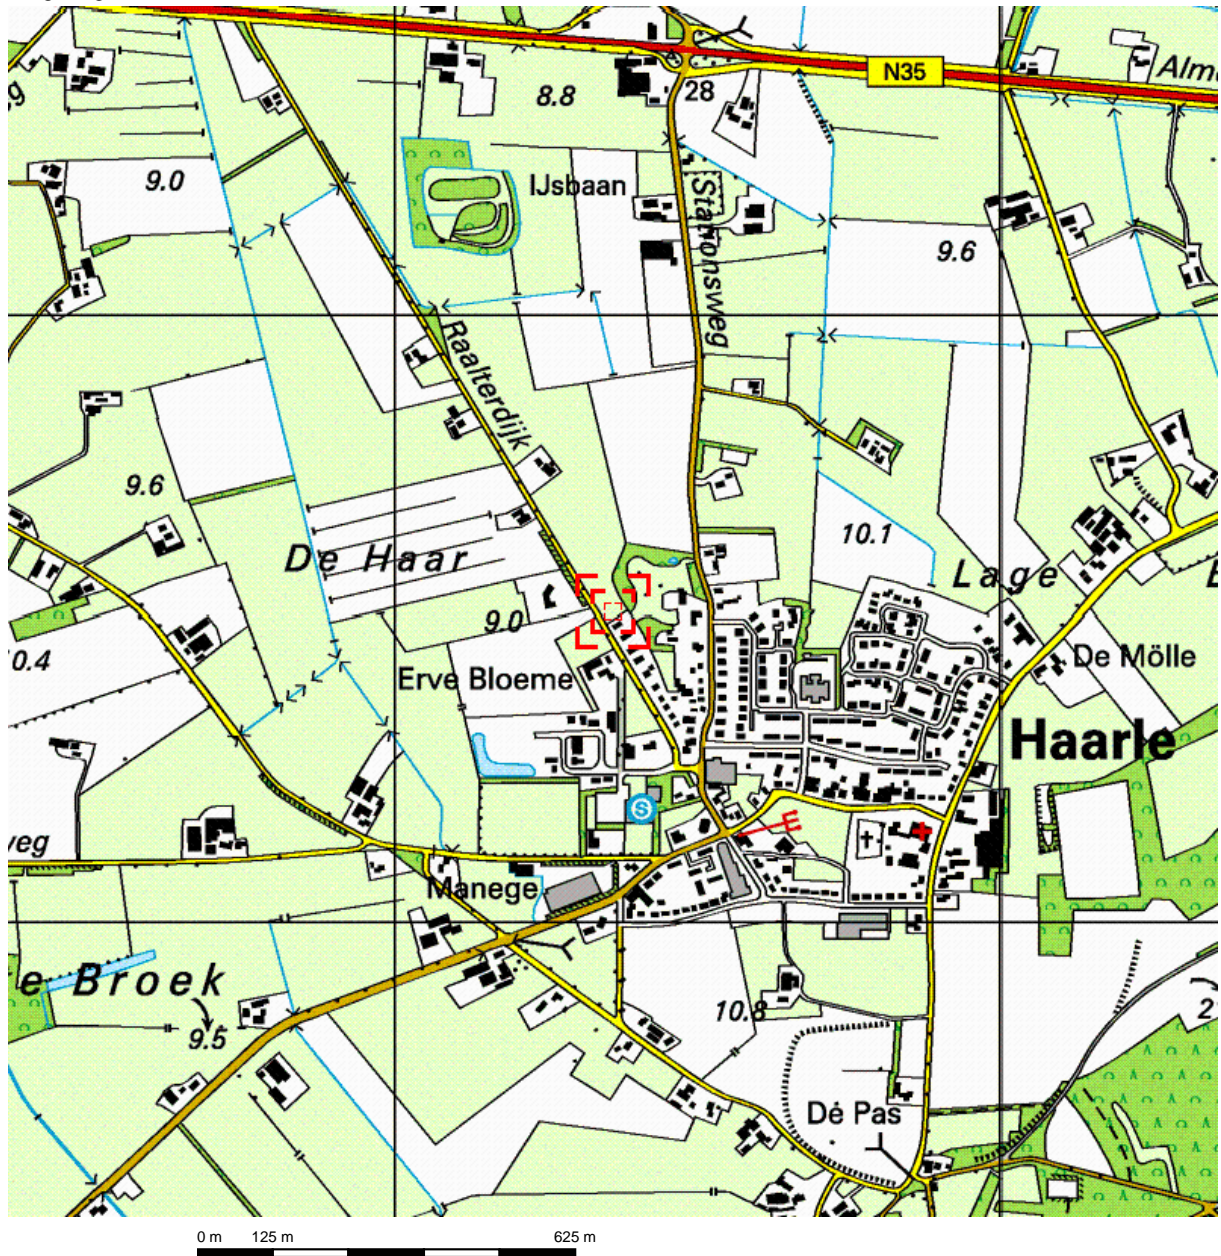 N35
Alm
28
8.8
9.0
IJsbaan
Stationsweg
9.6
Raalterdijk
9.6
10.1
De Haar
Lage
9.0
0.4
Erve Bloeme
De Mölle
Haarle
S
weg
Manege
e Broek
10.8
9.5
2
De Pas
0 m 125 m 625 m